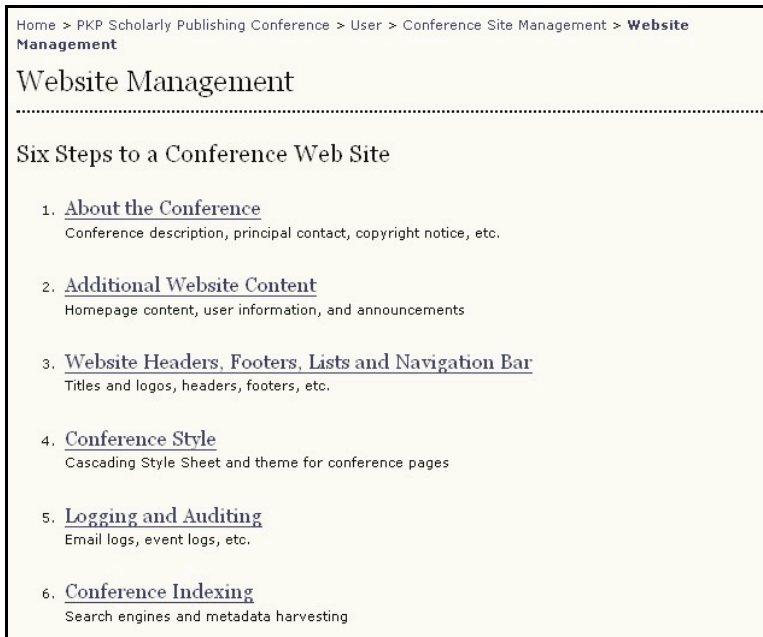 Home > PKP Scholarly Publishing Conference > User > Conference Site Management > Website
Management
Website Management
Six Steps to a Conference Web Site
1. About the Conference
Conference description, principal contact, copyright notice, etc.
2. Additional Website Content
Homepage content, user information, and announcements
3. Website Headers, Footers, Lists and Navigation Bar
Titles and logos, headers, footers, etc.
4. Conference Style
Cascading Style Sheet and theme for conference pages
5. Logging and Auditing
Email logs, event logs, etc.
6. Conference Indexing
Search engines and metadata harvesting